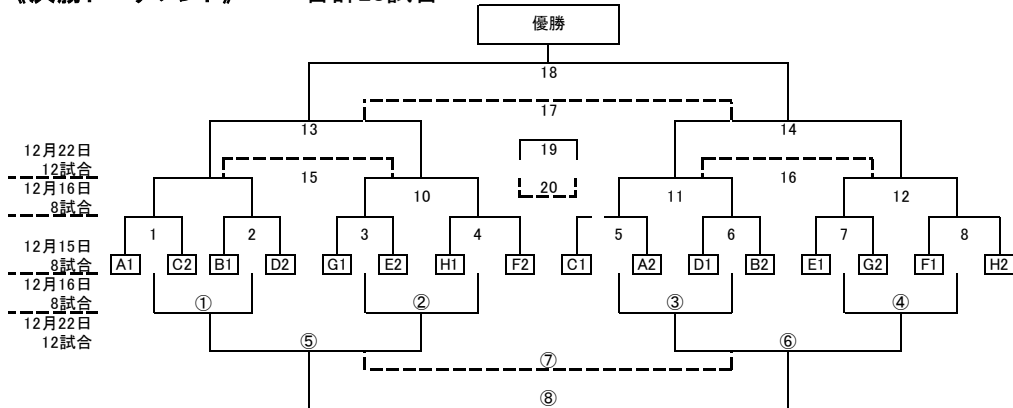 《決勝トーナメント》 合計28試合
優勝
18
17
13 14
12月22日 19
12試合 15 16
12月16日 20
8試合 10 11 12
1 2 3 4 5 6 7 8
12月15日
8試合 A1 C2 B1 D2 G1 E2 H1 F2 C1 A2 D1 B2 E1 G2 F1 H2
12月16日
8試合 ① ② ③ ④
12月22日
12試合 ⑤ ⑥
⑦
⑧